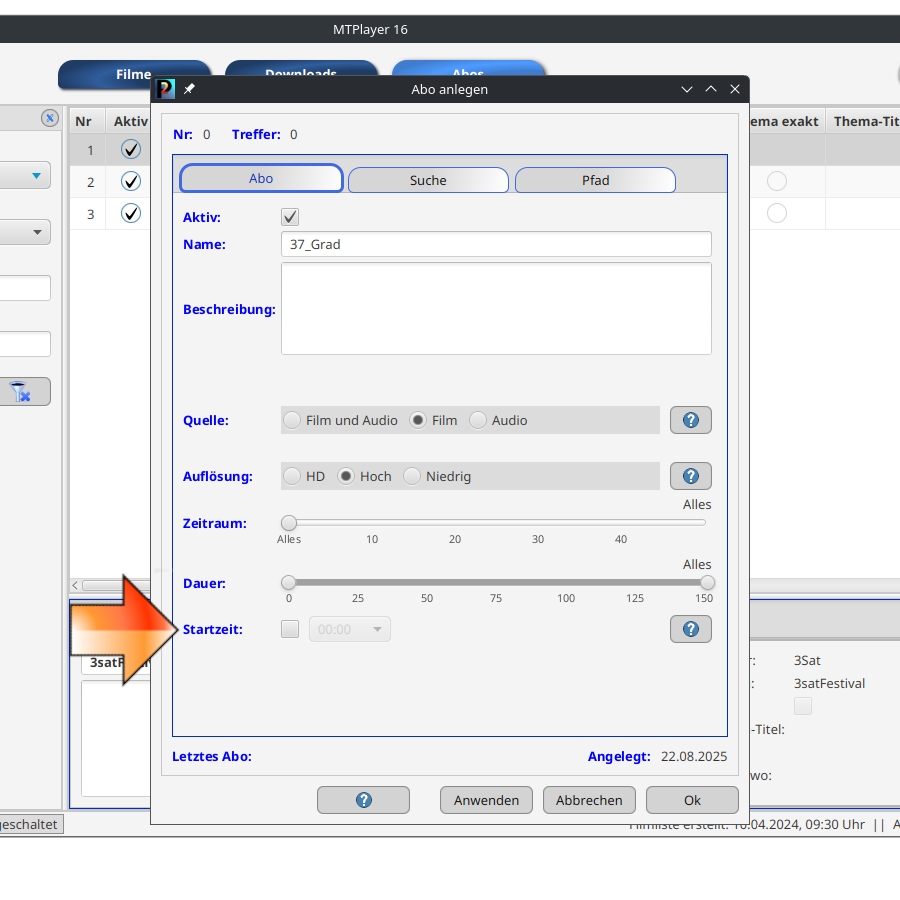 MTPlayer 16
Filme
Downloads
Abos
Abo anlegen
Nr Aktiv
ema exakt Thema-Tit
Nr: 0 Treffer: 0
1
2
3
Abo Suche Pfad
Aktiv:
Name: 37_Grad
Beschreibung:
Quelle: Film und Audio Film Audio
Auflösung: HD Hoch Niedrig
Alles
Zeitraum:
Alles 10 20 30 40
Alles
Dauer:
0 25 50 75 100 125 150
Startzeit: 00:00
3satF
r: 3Sat
: 3satFestival
-Titel:
wo:
Letztes Abo: Angelegt: 22.08.2025
Anwenden Abbrechen Ok
geschaltet
Filmliste erstellt: 10.04.2024, 09:30 Uhr || A